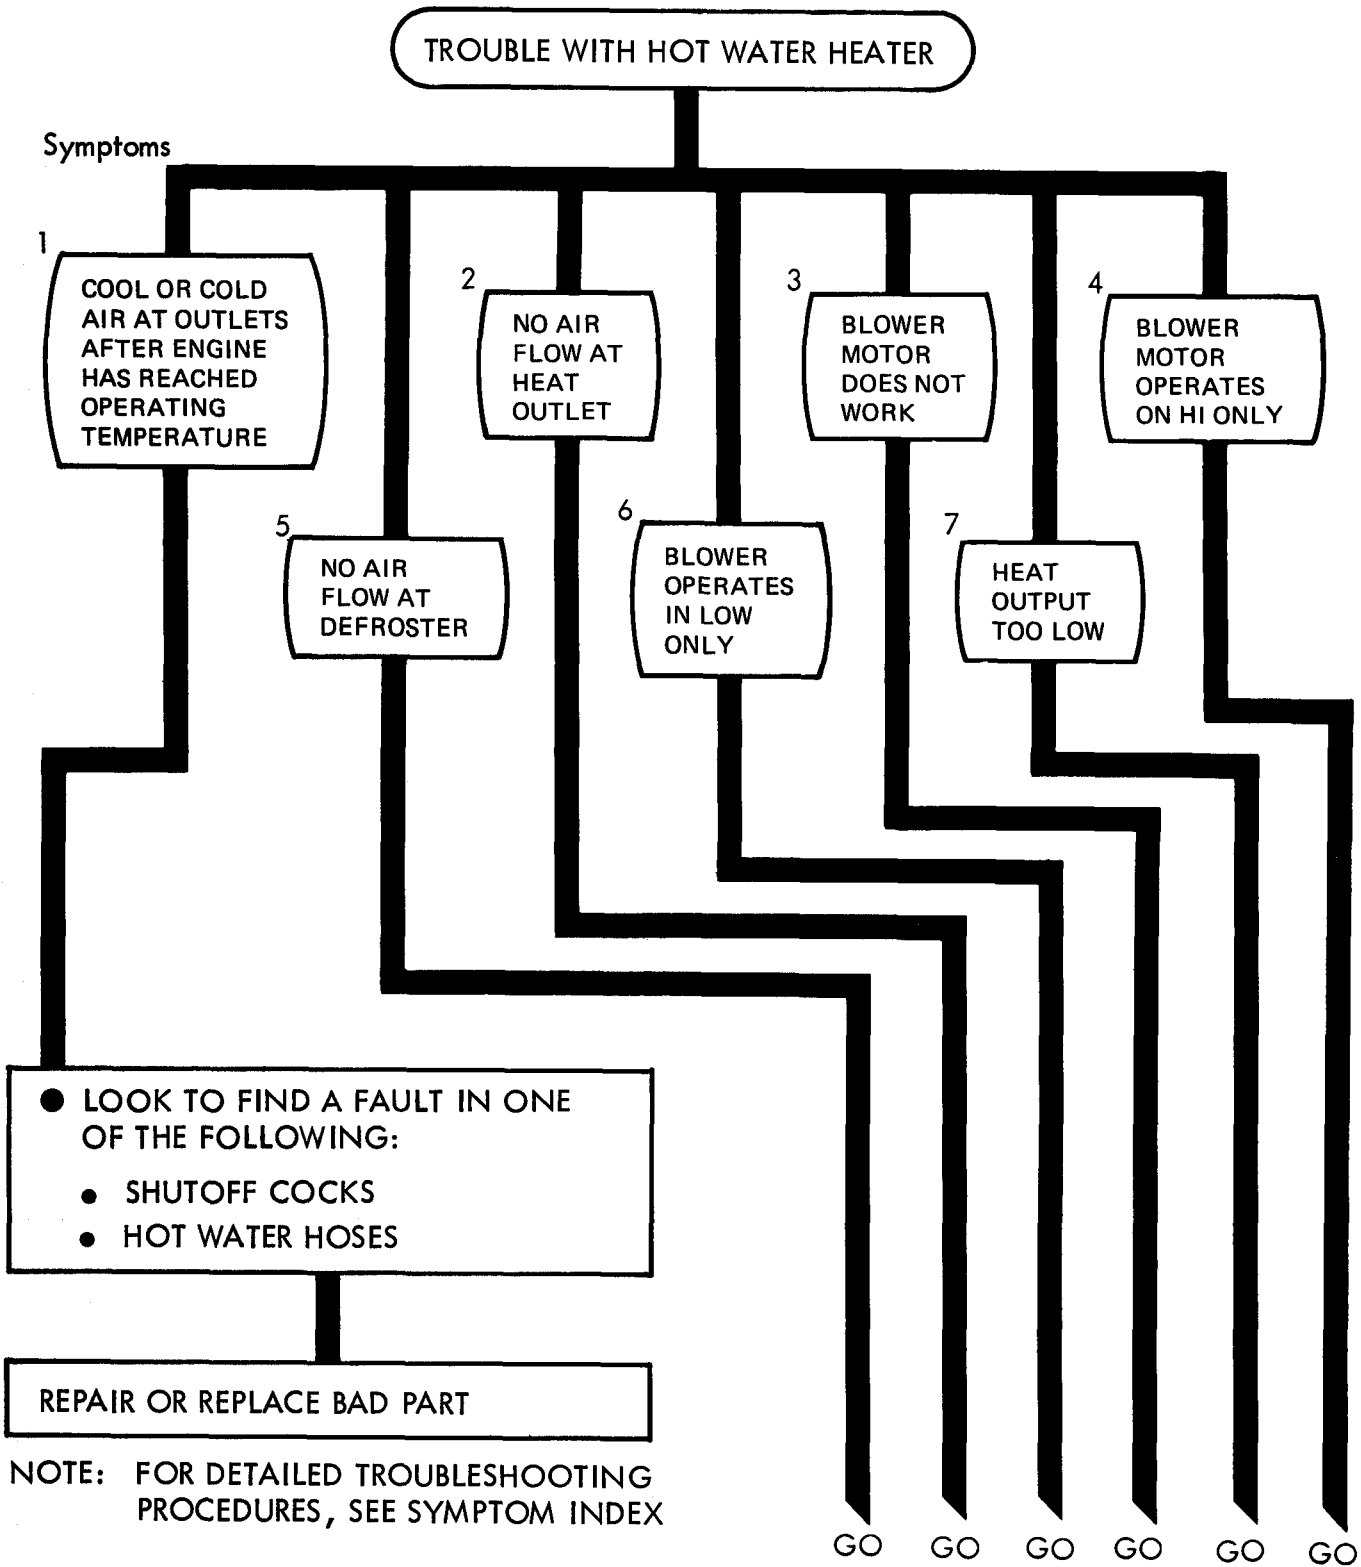 TROUBLE WITH HOT WATER HEATER
Symptoms
1
COOL OR COLD
AIR AT OUTLETS
AFTER ENGINE
HAS REACHED
OPERATING
TEMPERATURE
2
NO AIR
FLOW AT
HEAT
OUTLET
3
BLOWER
MOTOR
DOES NOT
WORK
4
BLOWER
MOTOR
OPERATES
ON HI ONLY
5
NO AIR
FLOW AT
DEFROSTER
6
BLOWER
OPERATES
IN LOW
ONLY
7
HEAT
OUTPUT
TOO LOW
● LOOK TO FIND A FAULT IN ONE
OF THE FOLLOWING:
● SHUTOFF COCKS
● HOT WATER HOSES
REPAIR OR REPLACE BAD PART
NOTE: FOR DETAILED TROUBLESHOOTING
PROCEDURES, SEE SYMPTOM INDEX
GO GO GO GO GO GO